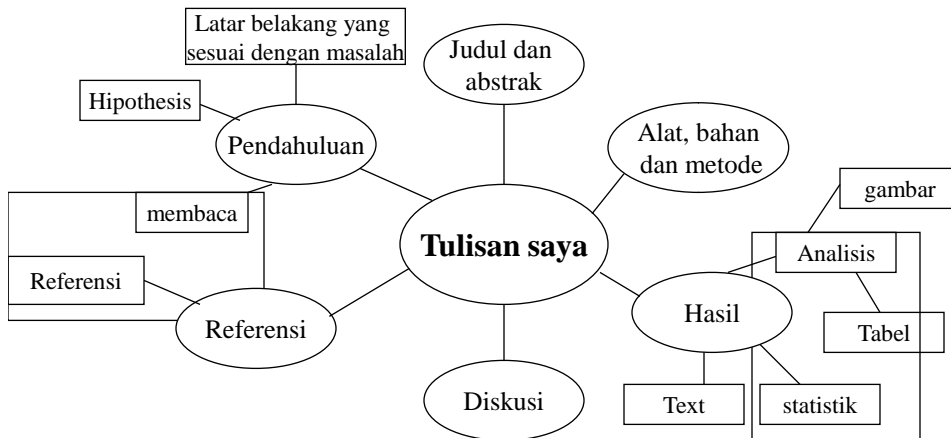 Latar belakang yang
sesuai dengan masalah
Judul dan
abstrak
Hipothesis
Pendahuluan
Alat, bahan
dan metode
membaca
gambar
Tulisan saya
Analisis
Referensi
Referensi
Hasil
Tabel
Diskusi
Text
statistik